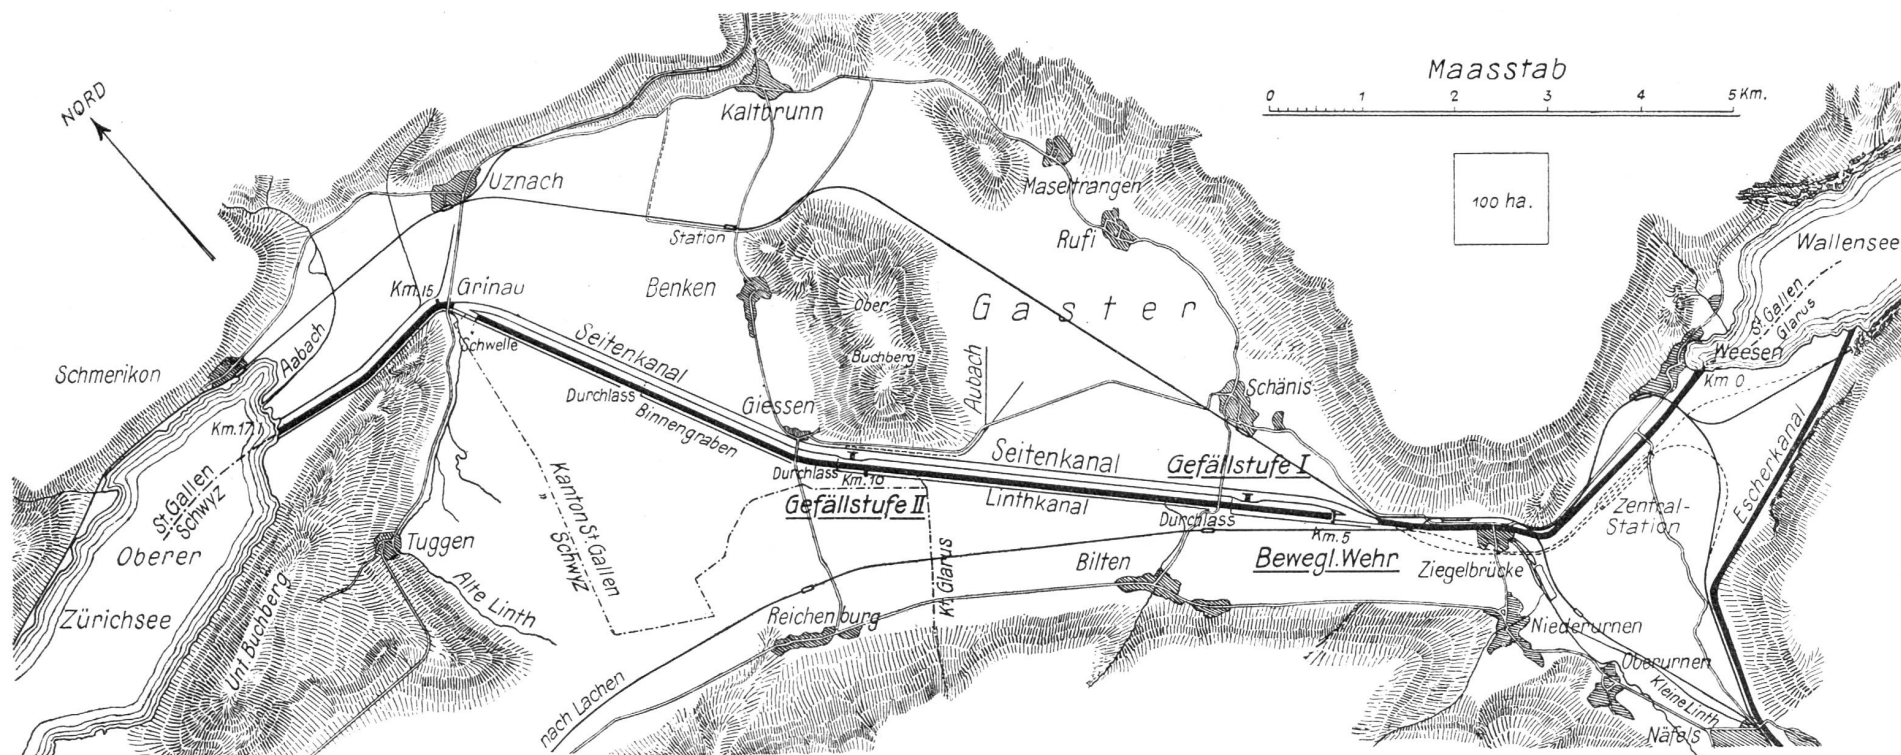 NORD
Maasstab
0 1 2 3 4 5 Km.
100 ha.
Kaltbrunn
Uznach
Maseltrangen
Rufi
Station
Wallensee
Benken
Km. 15
Grinau
Ober
Buchberg
Gaster
St. Gallen
Glarus
Weesen
Km 0
Schmerikon
Aabach
Schwelle
Seitenkanal
Durchlass
Binnengraben
Giessen
Aubach
Schänis
Km. 17,1
St. Gallen
Schwyz
Oberer
Zürichsee
Unt. Buchberg
Tuggen
Alte Linth
Kanton St. Gallen
" Schwyz
Durchlass
Km. 10
Gefällstufe II
Seitenkanal
Linthkanal
Gefällstufe I
Durchlass
Km. 5
Bewegl. Wehr
Zentral-
Station
Escherkanal
Ziegelbrücke
Bilten
Kt. Glarus
Reichenburg
nach Lachen
Niederurnen
Oberurnen
Kleine Linth
Näfels